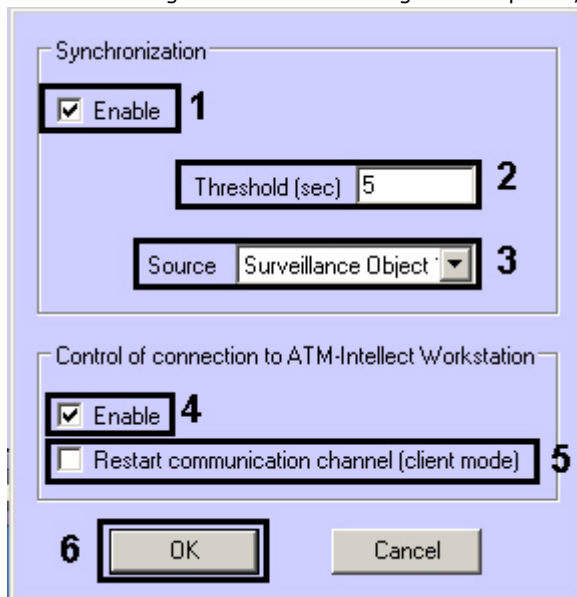 Synchronization
Enable 1
Threshold (sec) 5 2
Source Surveillance Object 3
Control of connection to ATM-Intellect Workstation
Enable 4
Restart communication channel (client mode) 5
6 OK Cancel